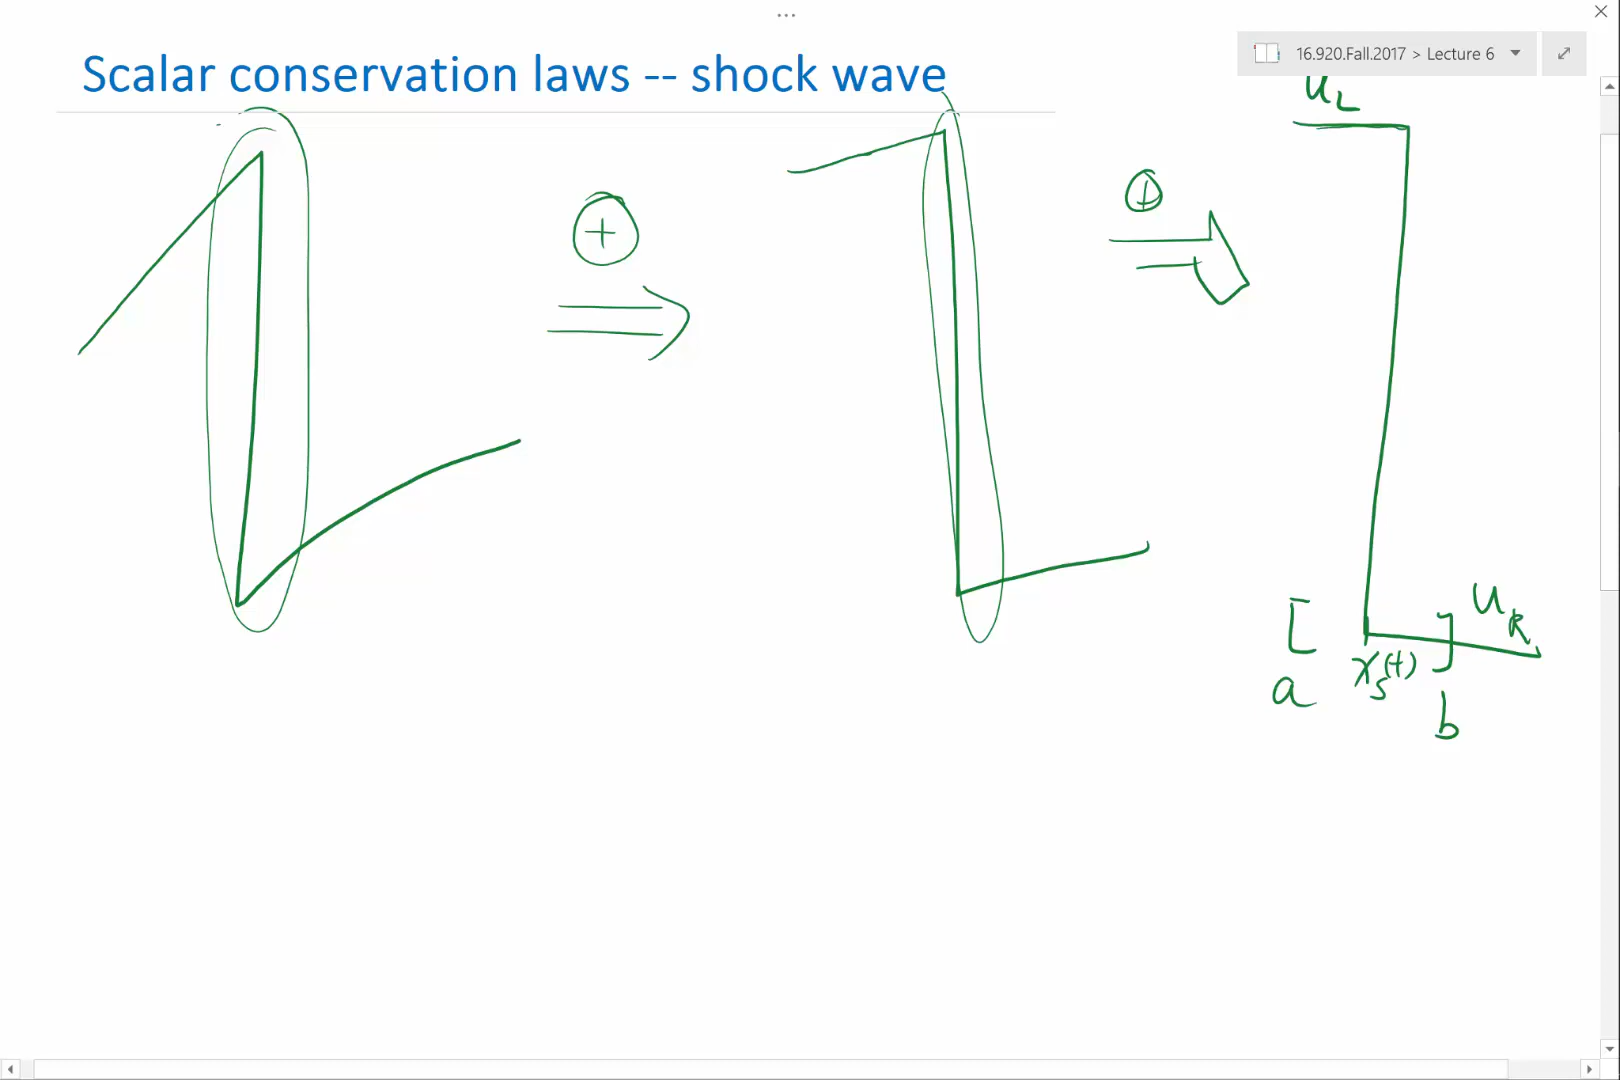 Scalar conservation laws -- shock wave
16.920.Fall.2017 > Lecture 6
u_L
+
+
u_R
[ ]
a x_s(t) b